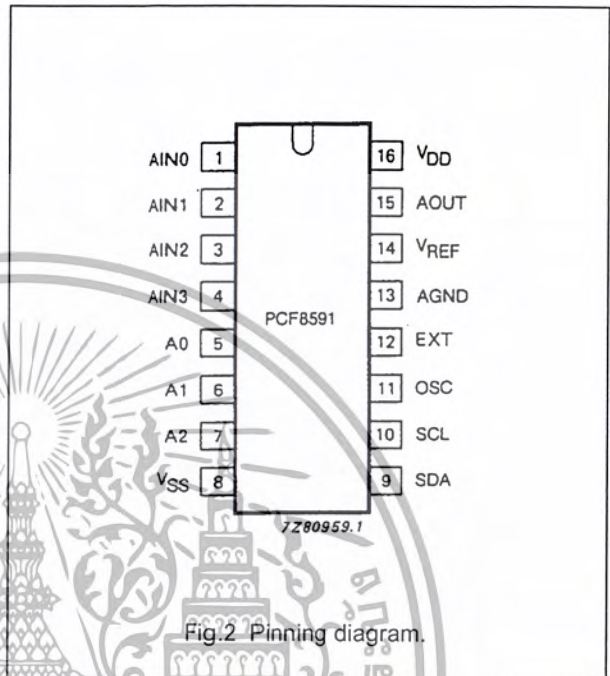 AIN0 1 16 VDD
AIN1 2 15 AOUT
AIN2 3 14 VREF
AIN3 4 13 AGND
PCF8591
A0 5 12 EXT
A1 6 11 OSC
A2 7 10 SCL
VSS 8 9 SDA
7Z80959.1
Fig.2 Pinning diagram.